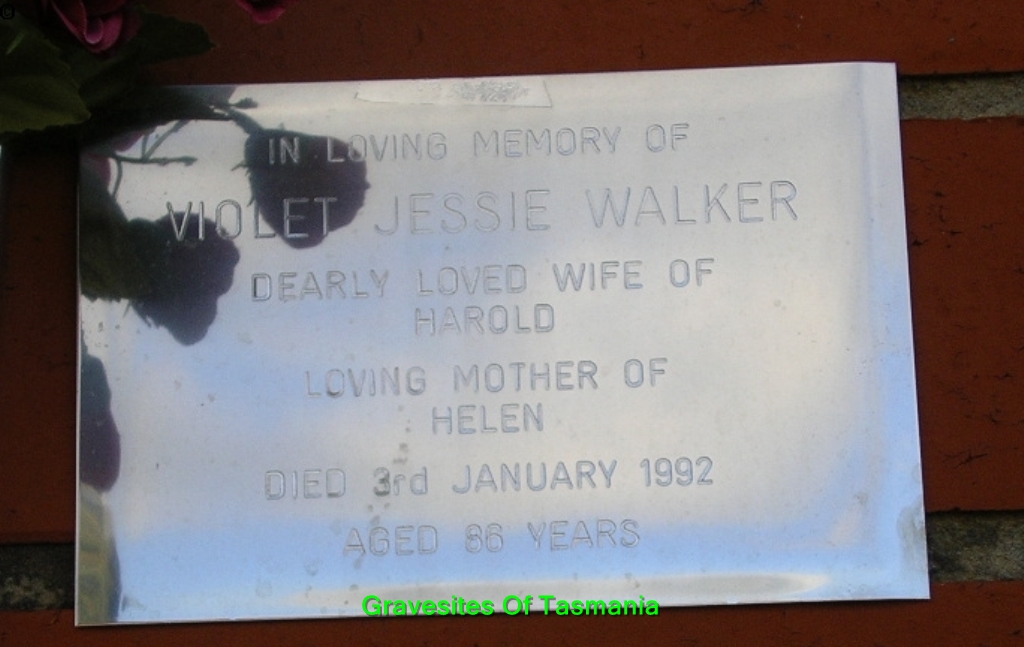 ©
IN LOVING MEMORY OF
VIOLET JESSIE WALKER
DEARLY LOVED WIFE OF
HAROLD
LOVING MOTHER OF
HELEN
DIED 3rd JANUARY 1992
AGED 86 YEARS
Gravesites Of Tasmania